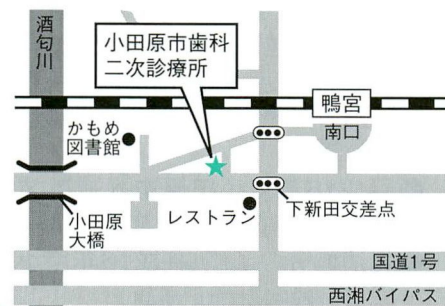 酒匂川
小田原市歯科
二次診療所
鴨宮
南口
かもめ
図書館
小田原
大橋
レストラン
下新田交差点
国道1号
西湘バイパス